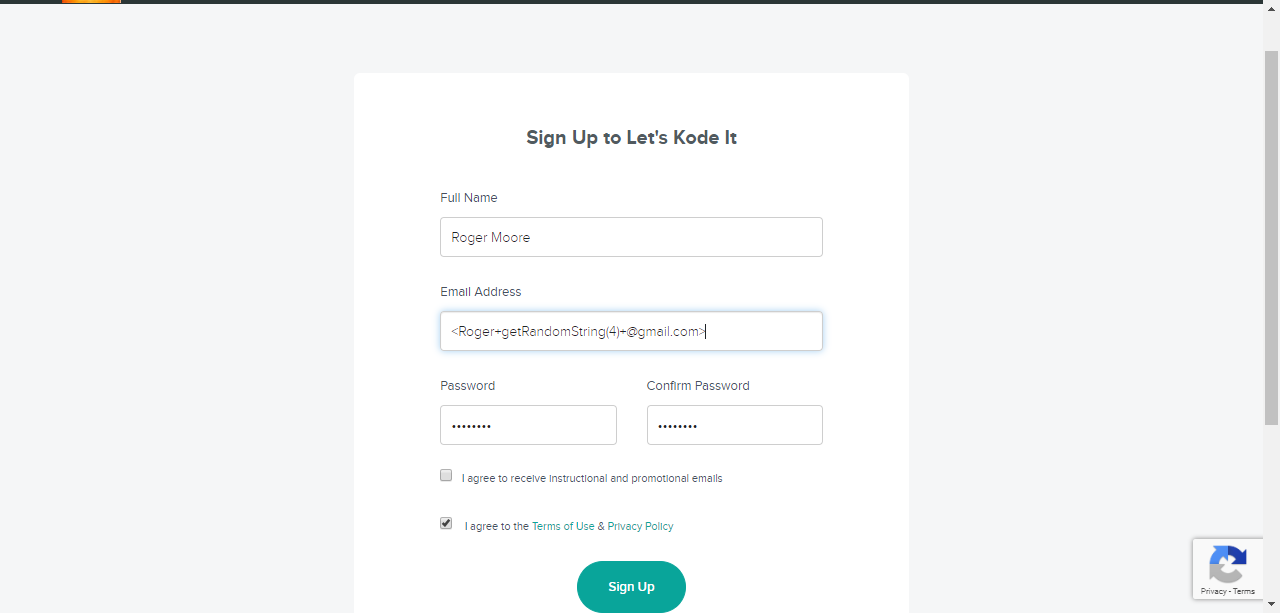 Sign Up to Let's Kode It
Full Name
Roger Moore
Email Address
<Roger+getRandomString(4)+@gmail.com>
Password Confirm Password
•••••••• ••••••••
I agree to receive instructional and promotional emails
I agree to the Terms of Use & Privacy Policy
Sign Up
Privacy - Terms